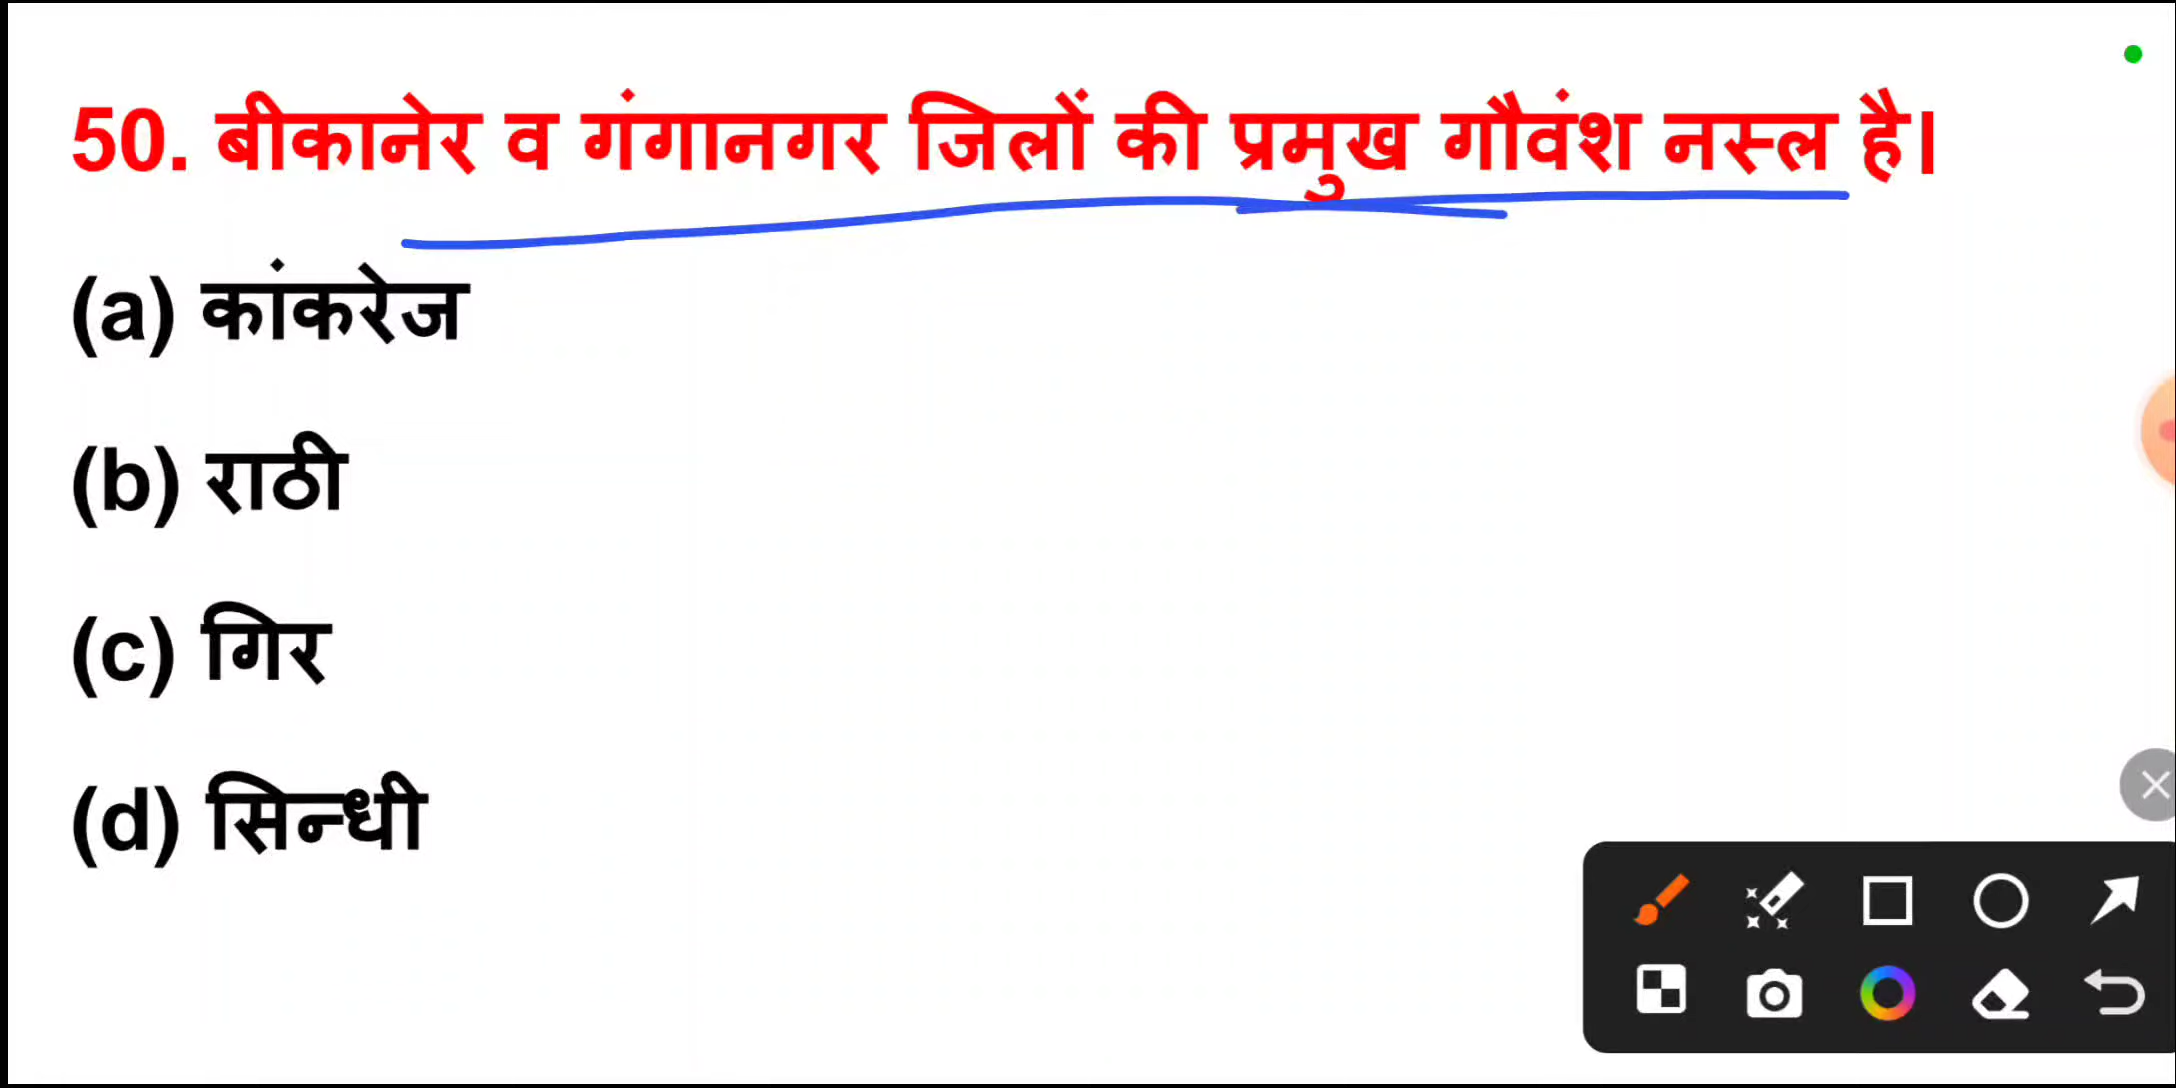 50. बीकानेर व गंगानगर जिलों की प्रमुख गौवंश नस्ल है।
(a) कांकरेज
(b) राठी
(c) गिर
(d) सिन्धी